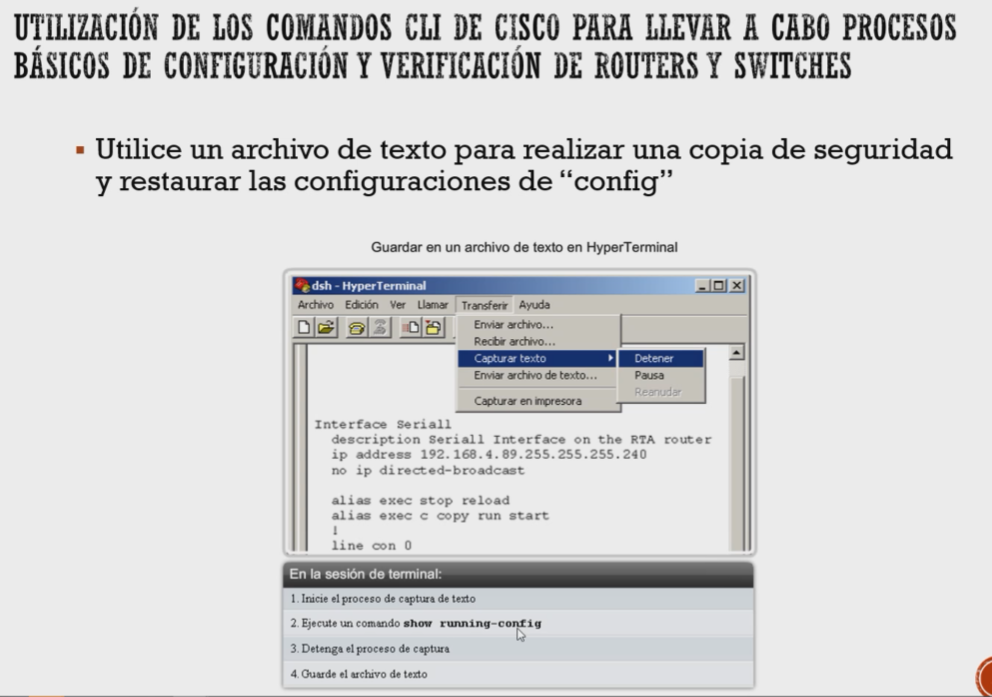 UTILIZACIÓN DE LOS COMANDOS CLI DE CISCO PARA LLEVAR A CABO PROCESOS
BÁSICOS DE CONFIGURACIÓN Y VERIFICACIÓN DE ROUTERS Y SWITCHES
▪ Utilice un archivo de texto para realizar una copia de seguridad
y restaurar las configuraciones de “config”
Guardar en un archivo de texto en HyperTerminal
dsh - HyperTerminal
Archivo Edición Ver Llamar Transferir Ayuda
Enviar archivo...
Recibir archivo...
Capturar texto Detener
Enviar archivo de texto... Pausa
Reanudar
Capturar en impresora
Interface Serial1
description Serial1 Interface on the RTA router
ip address 192.168.4.89.255.255.255.240
no ip directed-broadcast
alias exec stop reload
alias exec c copy run start
!
line con 0
En la sesión de terminal:
1. Inicie el proceso de captura de texto
2. Ejecute un comando show running-config
3. Detenga el proceso de captura
4. Guarde el archivo de texto